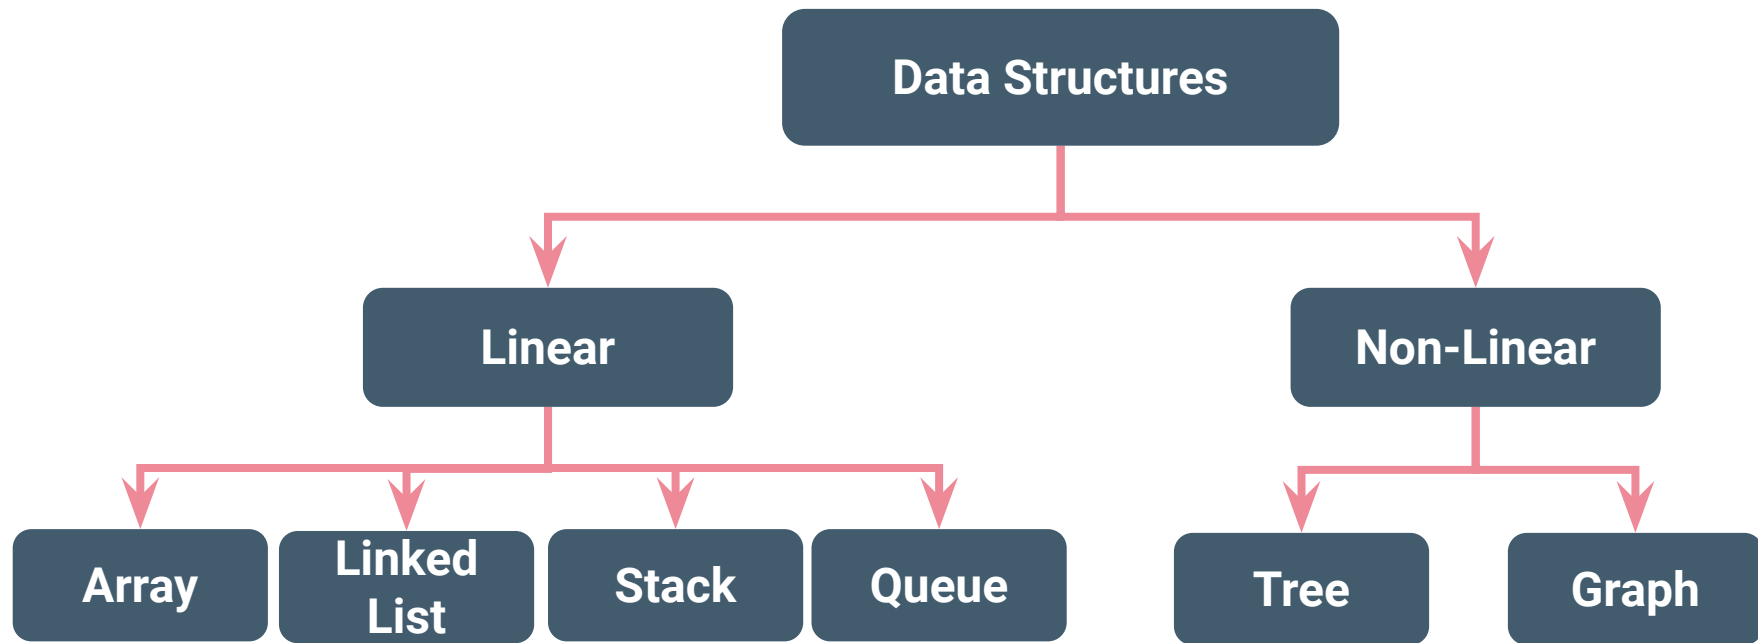 Data Structures
Linear
Non-Linear
Array
Linked
List
Stack
Queue
Tree
Graph